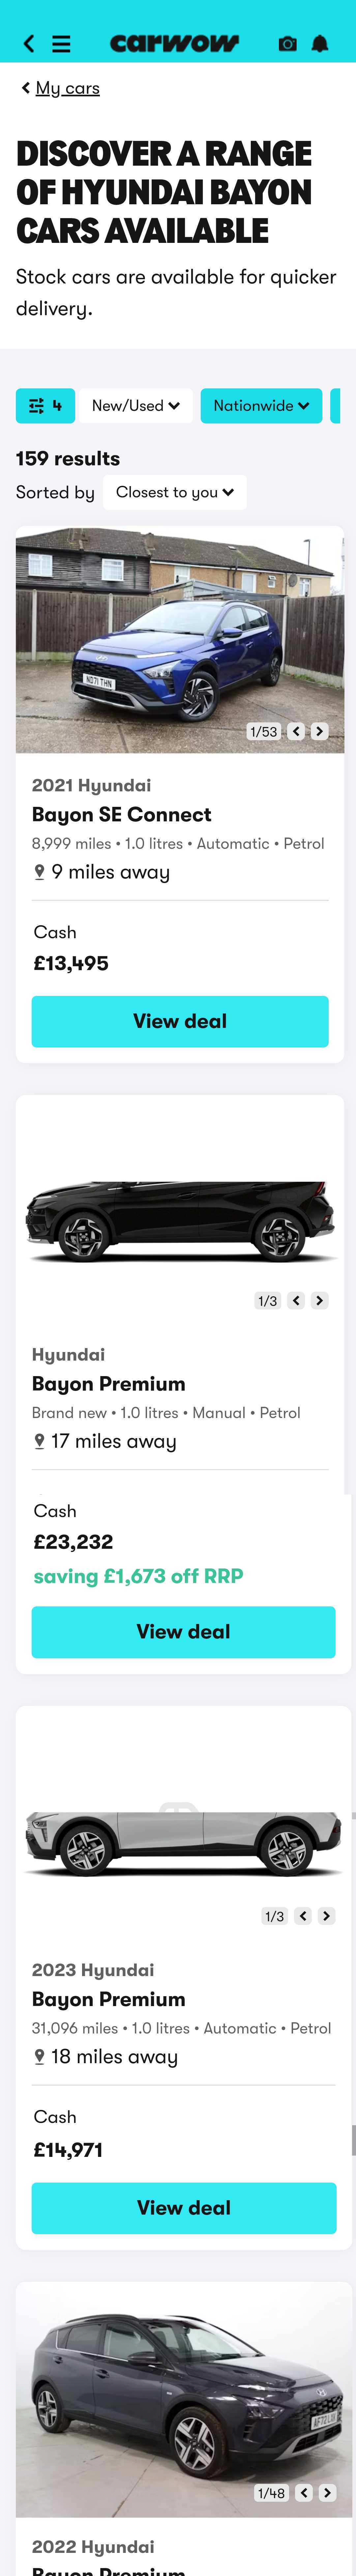 carwow
My cars
DISCOVER A RANGE
OF HYUNDAI BAYON
CARS AVAILABLE
Stock cars are available for quicker
delivery.
4 New/Used Nationwide
159 results
Sorted by Closest to you
ND71 THN
1/53
2021 Hyundai
Bayon SE Connect
8,999 miles • 1.0 litres • Automatic • Petrol
9 miles away
Cash
£13,495
View deal
1/3
Hyundai
Bayon Premium
Brand new • 1.0 litres • Manual • Petrol
17 miles away
Cash
£23,232
saving £1,673 off RRP
View deal
1/3
2023 Hyundai
Bayon Premium
31,096 miles • 1.0 litres • Automatic • Petrol
18 miles away
Cash
£14,971
View deal
1/48
2022 Hyundai
Bayon Premium